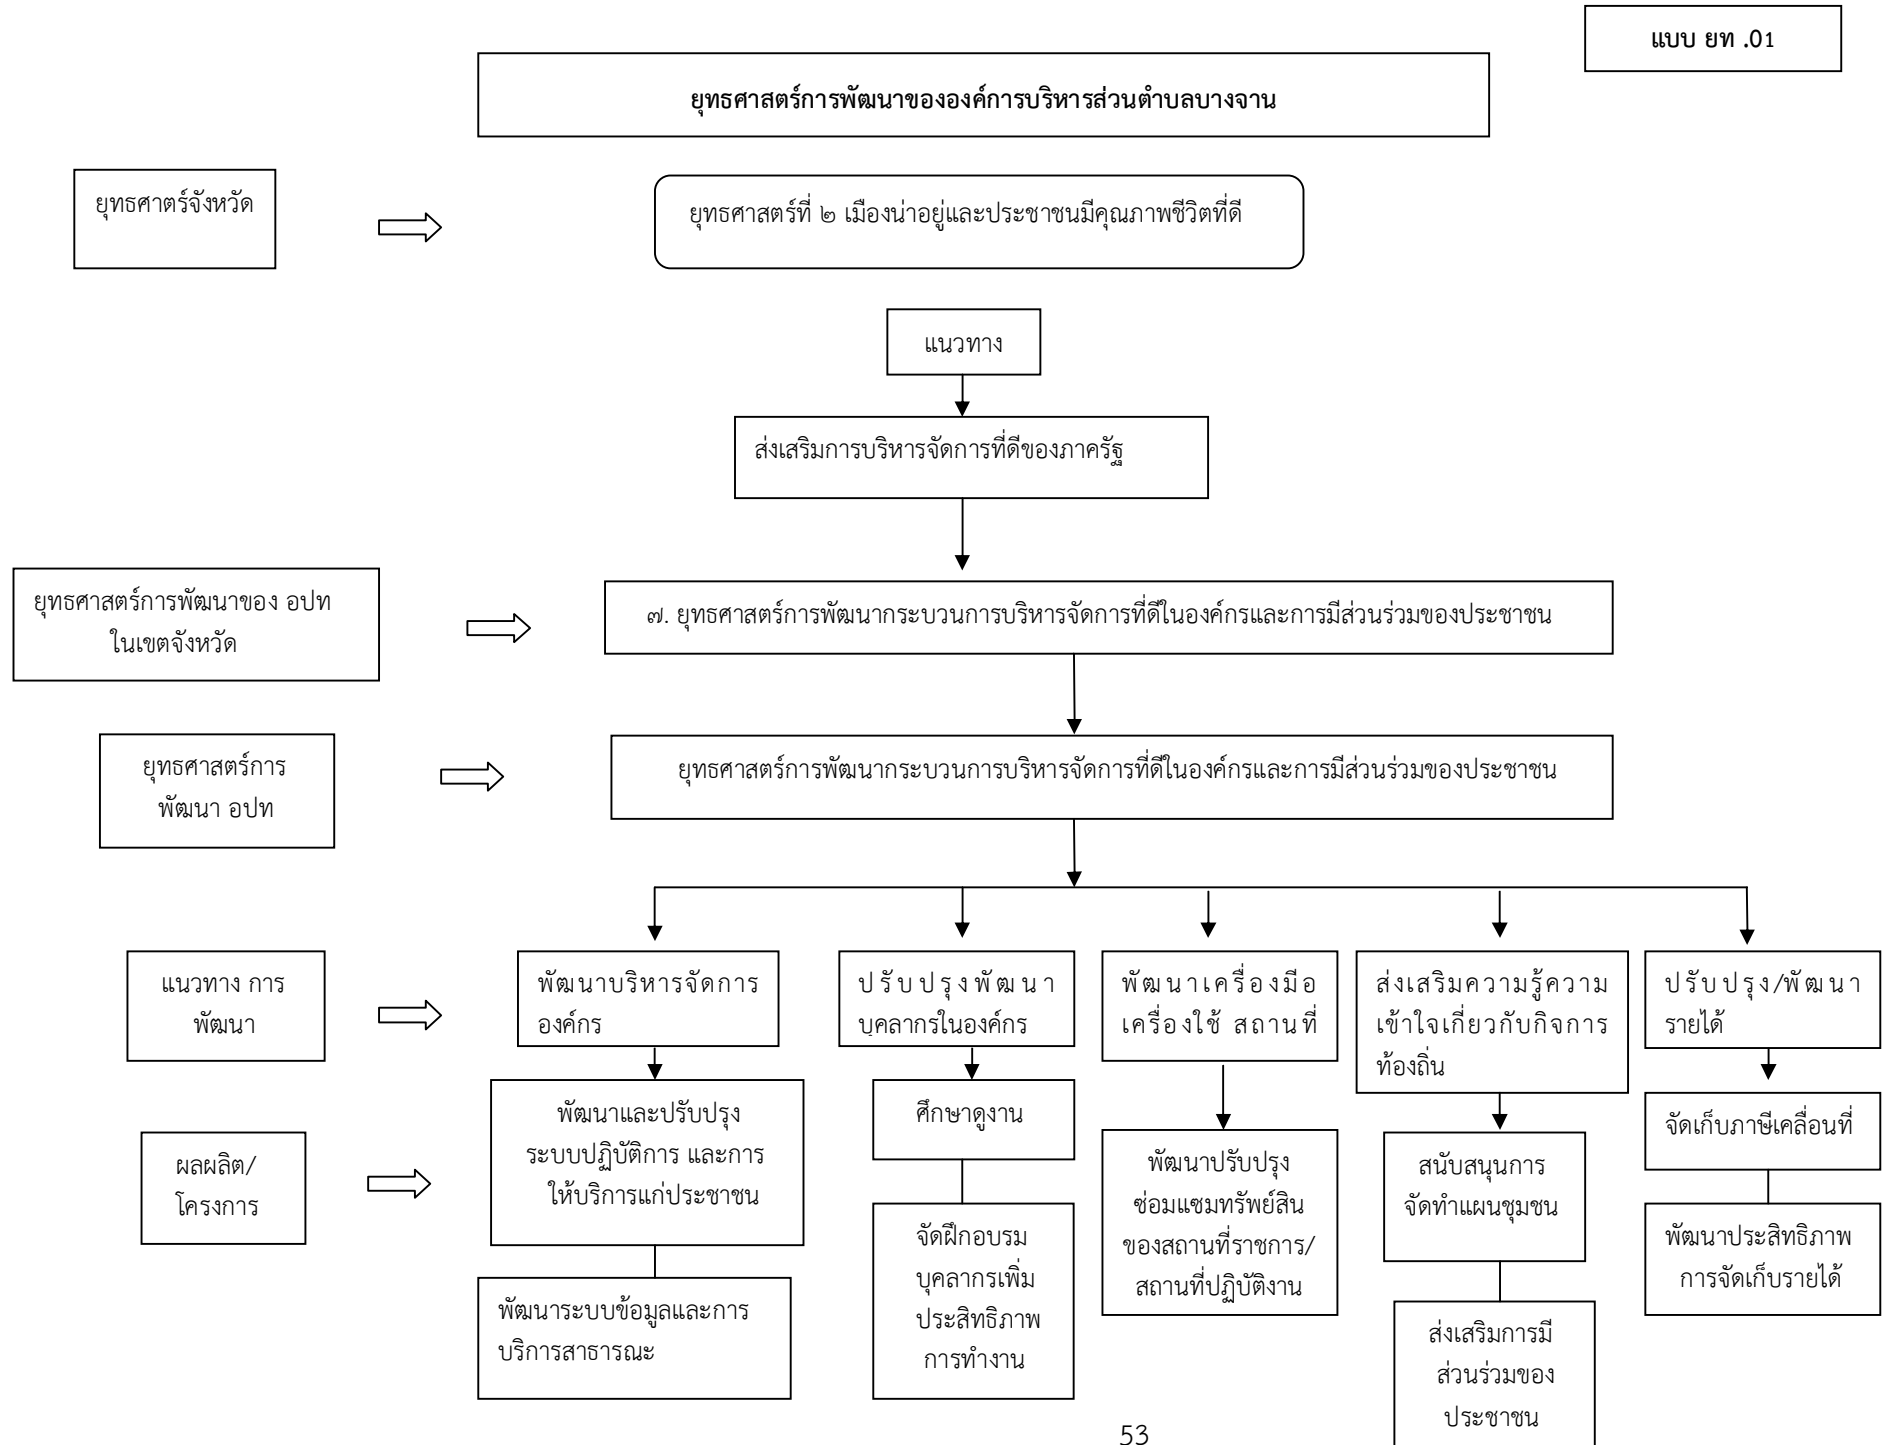 แบบ ยท .01
ยุทธศาสตร์การพัฒนาขององค์การบริหารส่วนตำบลบางจาน
ยุทธศาตร์จังหวัด
ยุทธศาสตร์ที่ ๒ เมืองน่าอยู่และประชาชนมีคุณภาพชีวิตที่ดี
แนวทาง
ส่งเสริมการบริหารจัดการที่ดีของภาครัฐ
ยุทธศาสตร์การพัฒนาของ อปท
ในเขตจังหวัด
๗. ยุทธศาสตร์การพัฒนากระบวนการบริหารจัดการที่ดีในองค์กรและการมีส่วนร่วมของประชาชน
ยุทธศาสตร์การ
พัฒนา อปท
ยุทธศาสตร์การพัฒนากระบวนการบริหารจัดการที่ดีในองค์กรและการมีส่วนร่วมของประชาชน
แนวทาง การ
พัฒนา
พัฒนาบริหารจัดการ
องค์กร
ปรับปรุงพัฒนา
บุคลากรในองค์กร
พัฒนาเครื่องมือ
เครื่องใช้ สถานที่
ส่งเสริมความรู้ความ
เข้าใจเกี่ยวกับกิจการ
ท้องถิ่น
ปรับปรุง/พัฒนา
รายได้
ผลผลิต/
โครงการ
พัฒนาและปรับปรุง
ระบบปฏิบัติการ และการ
ให้บริการแก่ประชาชน
ศึกษาดูงาน
พัฒนาปรับปรุง
ซ่อมแซมทรัพย์สิน
ของสถานที่ราชการ/
สถานที่ปฏิบัติงาน
สนับสนุนการ
จัดทำแผนชุมชน
จัดเก็บภาษีเคลื่อนที่
พัฒนาระบบข้อมูลและการ
บริการสาธารณะ
จัดฝึกอบรม
บุคลากรเพิ่ม
ประสิทธิภาพ
การทำงาน
ส่งเสริมการมี
ส่วนร่วมของ
ประชาชน
พัฒนาประสิทธิภาพ
การจัดเก็บรายได้
53